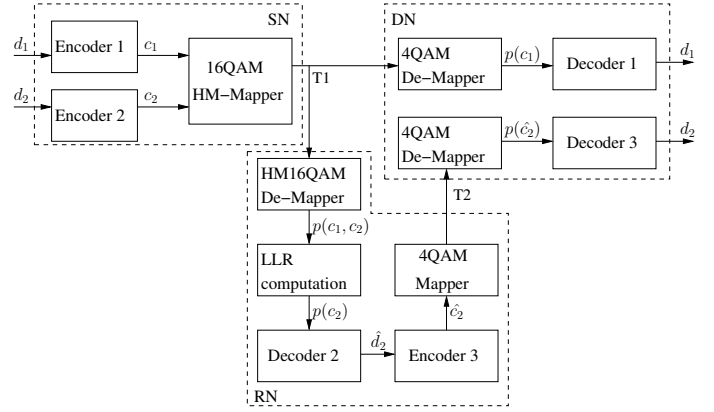 SN
DN
d₁
Encoder 1
c₁
16QAM
HM−Mapper
T1
4QAM
De−Mapper
p(c₁)
Decoder 1
d₁
d₂
Encoder 2
c₂
4QAM
De−Mapper
p(ĉ₂)
Decoder 3
d₂
HM16QAM
De−Mapper
T2
p(c₁, c₂)
LLR
computation
4QAM
Mapper
p(c₂)
ĉ₂
Decoder 2
d̂₂
Encoder 3
RN